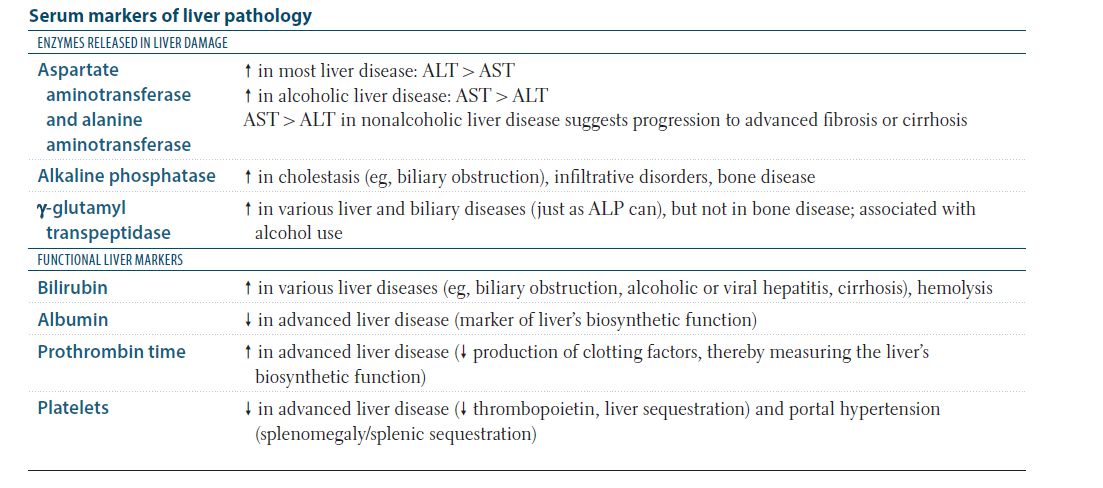 Serum markers of liver pathology
ENZYMES RELEASED IN LIVER DAMAGE
Aspartate
aminotransferase
and alanine
aminotransferase
↑ in most liver disease: ALT > AST
↑ in alcoholic liver disease: AST > ALT
AST > ALT in nonalcoholic liver disease suggests progression to advanced fibrosis or cirrhosis
Alkaline phosphatase
↑ in cholestasis (eg, biliary obstruction), infiltrative disorders, bone disease
γ-glutamyl
transpeptidase
↑ in various liver and biliary diseases (just as ALP can), but not in bone disease; associated with
alcohol use
FUNCTIONAL LIVER MARKERS
Bilirubin
↑ in various liver diseases (eg, biliary obstruction, alcoholic or viral hepatitis, cirrhosis), hemolysis
Albumin
↓ in advanced liver disease (marker of liver’s biosynthetic function)
Prothrombin time
↑ in advanced liver disease (↓ production of clotting factors, thereby measuring the liver’s
biosynthetic function)
Platelets
↓ in advanced liver disease (↓ thrombopoietin, liver sequestration) and portal hypertension
(splenomegaly/splenic sequestration)